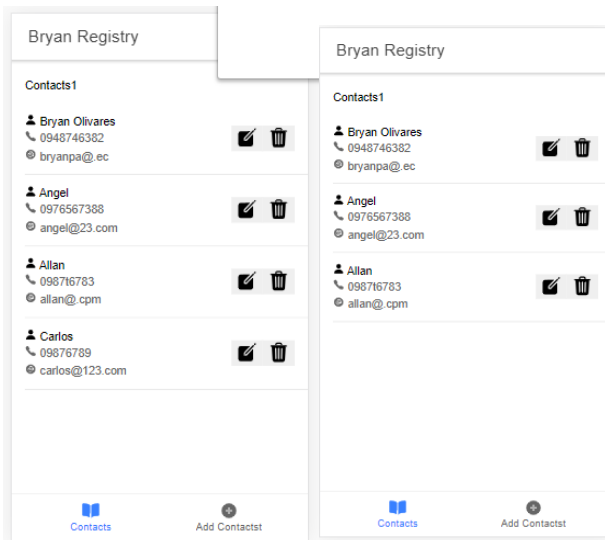 Bryan Registry
Contacts1
Bryan Olivares
0948746382
bryanpa@.ec
Angel
0976567388
angel@23.com
Allan
0987t6783
allan@.cpm
Carlos
09876789
carlos@123.com
Contacts
Add Contactst
Bryan Registry
Contacts1
Bryan Olivares
0948746382
bryanpa@.ec
Angel
0976567388
angel@23.com
Allan
0987t6783
allan@.cpm
Contacts
Add Contactst